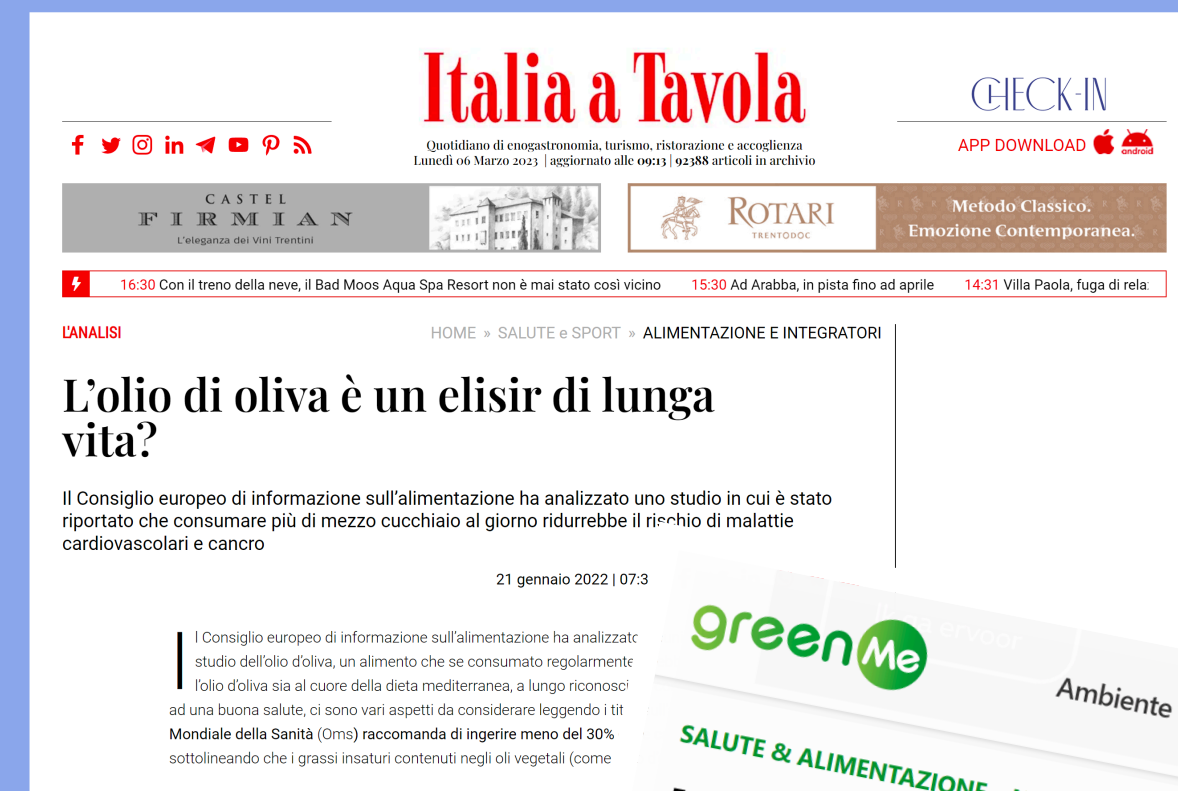 Italia a Tavola
CHECK-IN
Quotidiano di enogastronomia, turismo, ristorazione e accoglienza
Lunedì 06 Marzo 2023 | aggiornato alle 09:13 | 92388 articoli in archivio
APP DOWNLOAD
android
CASTEL
FIRMIAN
L'eleganza dei Vini Trentini
ROTARI
TRENTODOC
Metodo Classico.
Emozione Contemporanea.
16:30 Con il treno della neve, il Bad Moos Aqua Spa Resort non è mai stato così vicino 15:30 Ad Arabba, in pista fino ad aprile 14:31 Villa Paola, fuga di rela
L'ANALISI
HOME » SALUTE e SPORT » ALIMENTAZIONE E INTEGRATORI
L'olio di oliva è un elisir di lunga
vita?
Il Consiglio europeo di informazione sull'alimentazione ha analizzato uno studio in cui è stato
riportato che consumare più di mezzo cucchiaio al giorno ridurrebbe il rischio di malattie
cardiovascolari e cancro
21 gennaio 2022 | 07:3
Il Consiglio europeo di informazione sull'alimentazione ha analizzato
studio dell'olio d'oliva, un alimento che se consumato regolarmente
l'olio d'oliva sia al cuore della dieta mediterranea, a lungo riconosci
ad una buona salute, ci sono vari aspetti da considerare leggendo i tit
Mondiale della Sanità (Oms) raccomanda di ingerire meno del 30%
sottolineando che i grassi insaturi contenuti negli oli vegetali (come
greenMe
Ambiente
SALUTE & ALIMENTAZIONE